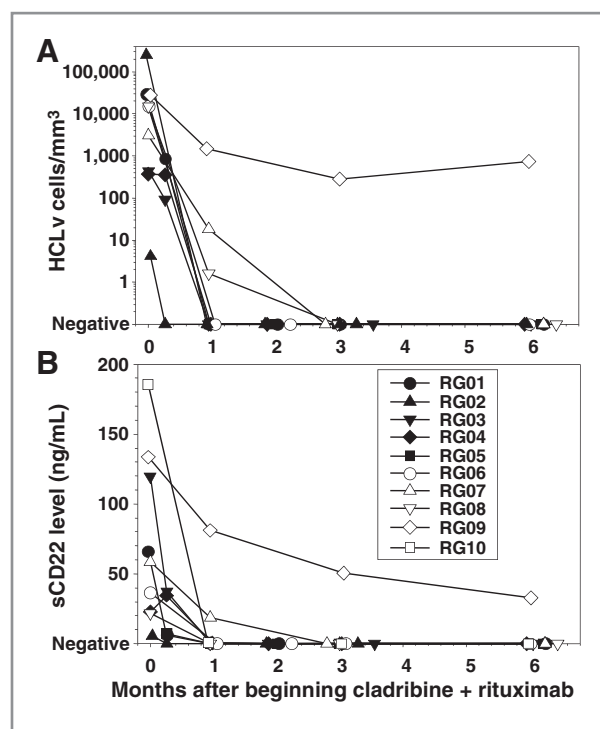 A
HCLv cells/mm³
100,000
10,000
1,000
100
10
1
Negative
0 1 2 3 4 5 6
B
sCD22 level (ng/mL)
200
150
100
50
Negative
RG01
RG02
RG03
RG04
RG05
RG06
RG07
RG08
RG09
RG10
0 1 2 3 4 5 6
Months after beginning cladribine + rituximab